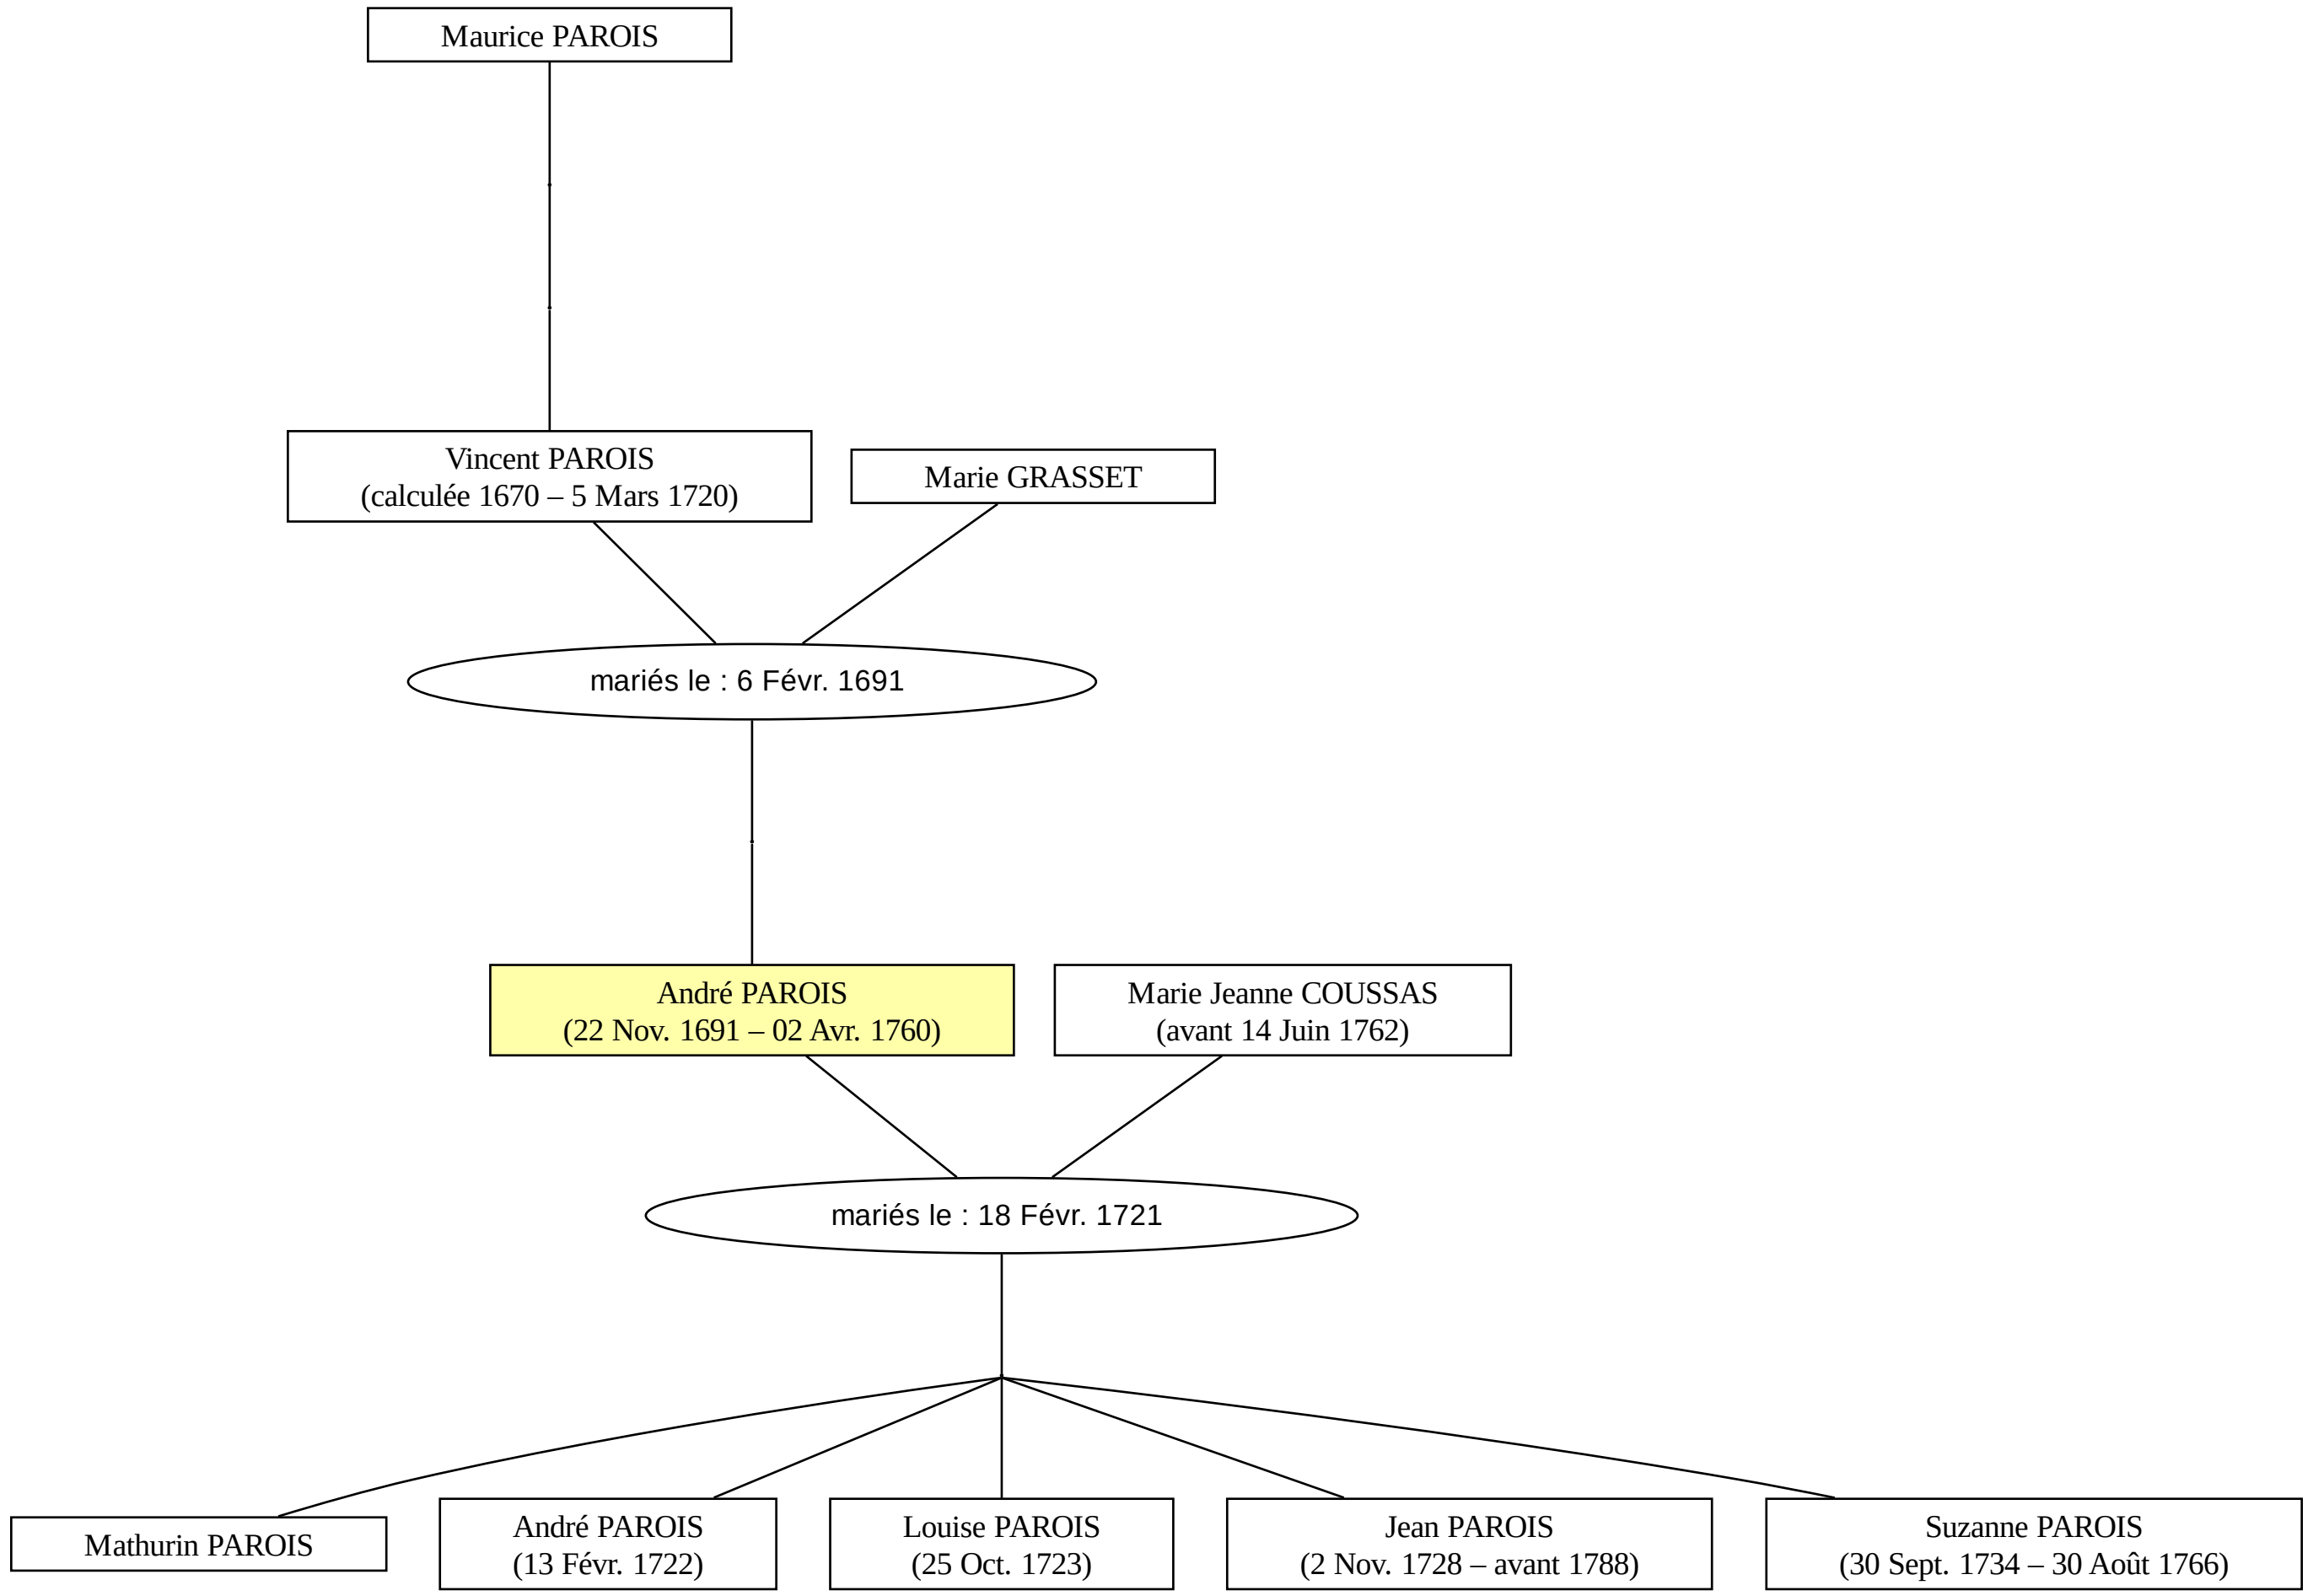 Maurice PAROIS
Vincent PAROIS
(calculée 1670 – 5 Mars 1720)
Marie GRASSET
mariés le : 6 Févr. 1691
André PAROIS
(22 Nov. 1691 – 02 Avr. 1760)
Marie Jeanne COUSSAS
(avant 14 Juin 1762)
mariés le : 18 Févr. 1721
Mathurin PAROIS
André PAROIS
(13 Févr. 1722)
Louise PAROIS
(25 Oct. 1723)
Jean PAROIS
(2 Nov. 1728 – avant 1788)
Suzanne PAROIS
(30 Sept. 1734 – 30 Août 1766)